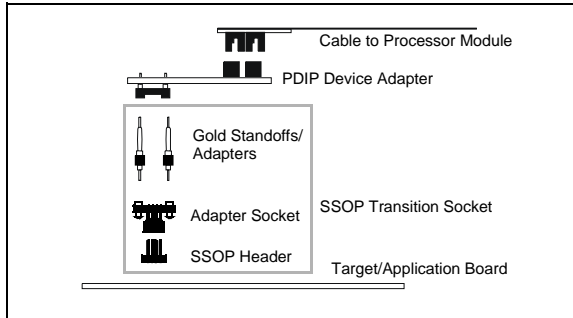 Cable to Processor Module
PDIP Device Adapter
Gold Standoffs/
Adapters
Adapter Socket
SSOP Transition Socket
SSOP Header
Target/Application Board